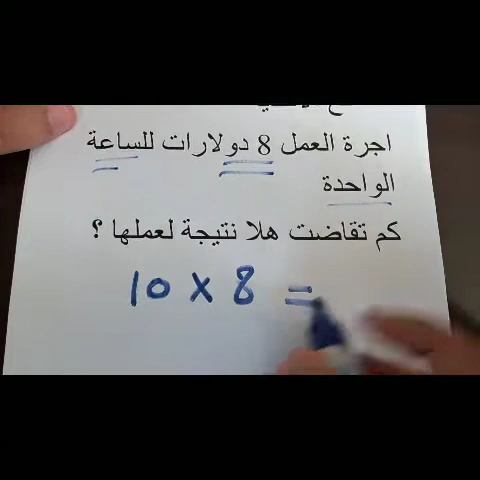 اجرة العمل 8 دولارات للساعة
الواحدة
كم تقاضت هلا نتيجة لعملها ؟
10 x 8 =